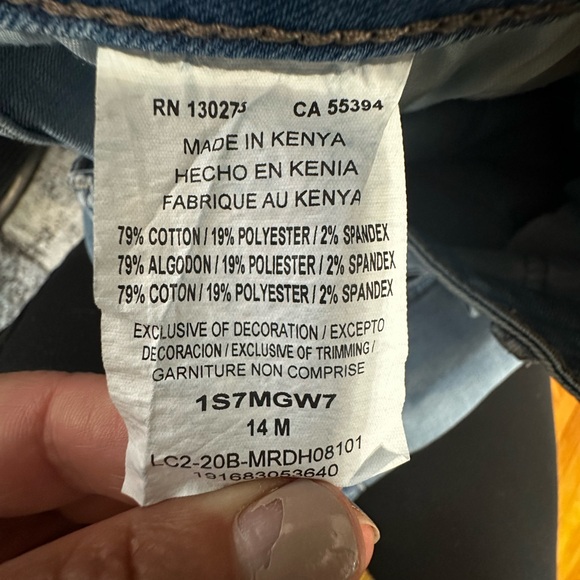 RN 130275 CA 55394
MADE IN KENYA
HECHO EN KENIA
FABRIQUE AU KENYA
79% COTTON / 19% POLYESTER / 2% SPANDEX
79% ALGODON / 19% POLIESTER / 2% SPANDEX
79% COTON / 19% POLYESTER / 2% SPANDEX
EXCLUSIVE OF DECORATION / EXCEPTO
DECORACION / EXCLUSIVE OF TRIMMING /
GARNITURE NON COMPRISE
1S7MGW7
14 M
LC2-20B-MRDH08101
191683053640